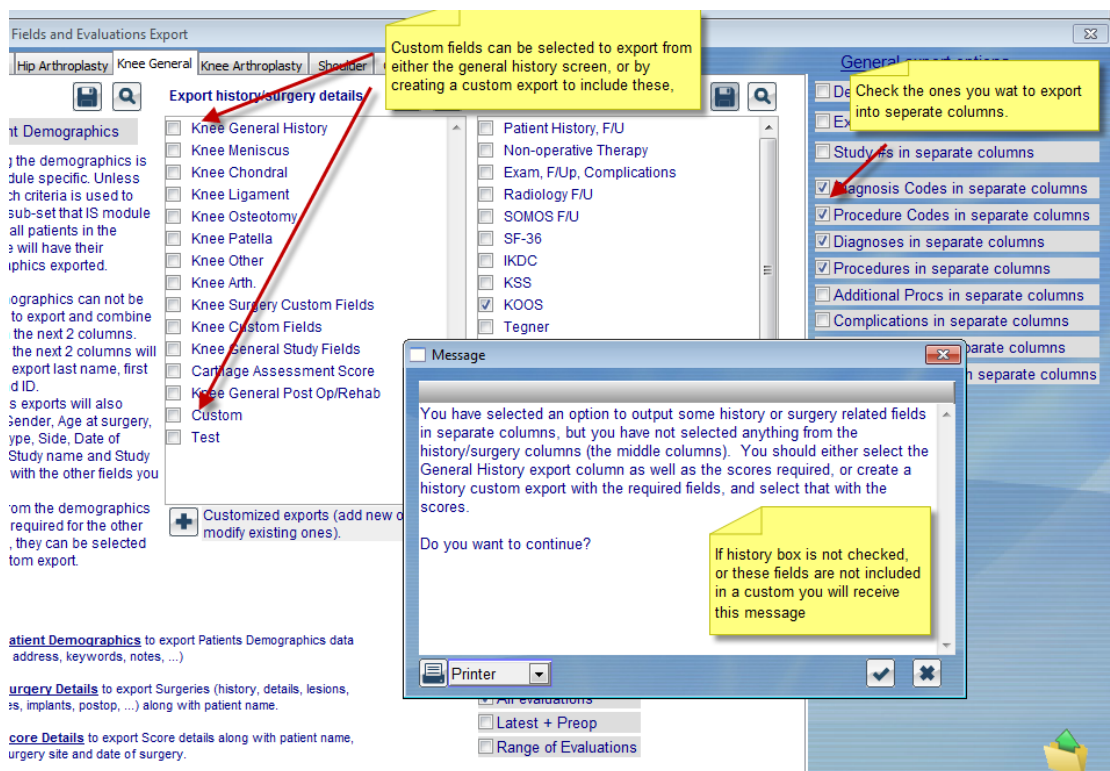 Fields and Evaluations Export
Hip Arthroplasty Knee General Knee Arthroplasty Shoulder
Custom fields can be selected to export from
either the general history screen, or by
creating a custom export to include these,
General export options
Check the ones you wat to export
into seperate columns.
Export history/surgery details
nt Demographics
the demographics is
dule specific. Unless
ch criteria is used to
sub-set that IS module
all patients in the
e will have their
aphics exported.
ographics can not be
to export and combine
the next 2 columns.
the next 2 columns will
export last name, first
d ID.
s exports will also
Gender, Age at surgery,
ype, Side, Date of
Study name and Study
with the other fields you
rom the demographics
required for the other
, they can be selected
tom export.
Knee General History
Knee Meniscus
Knee Chondral
Knee Ligament
Knee Osteotomy
Knee Patella
Knee Other
Knee Arth.
Knee Surgery Custom Fields
Knee Custom Fields
Knee General Study Fields
Cartilage Assessment Score
Knee General Post Op/Rehab
Custom
Test
Customized exports (add new o
modify existing ones).
Patient History, F/U
Non-operative Therapy
Exam, F/Up, Complications
Radiology F/U
SOMOS F/U
SF-36
IKDC
KSS
KOOS
Tegner
De
Ex
Study #s in separate columns
Diagnosis Codes in separate columns
Procedure Codes in separate columns
Diagnoses in separate columns
Procedures in separate columns
Additional Procs in separate columns
Complications in separate columns
parate columns
n separate columns
Message
You have selected an option to output some history or surgery related fields
in separate columns, but you have not selected anything from the
history/surgery columns (the middle columns). You should either select the
General History export column as well as the scores required, or create a
history custom export with the required fields, and select that with the
scores.
Do you want to continue?
If history box is not checked,
or these fields are not included
in a custom you will receive
this message
Printer
All evaluations
Latest + Preop
Range of Evaluations
atient Demographics to export Patients Demographics data
address, keywords, notes, ...)
urgery Details to export Surgeries (history, details, lesions,
es, implants, postop, ...) along with patient name.
core Details to export Score details along with patient name,
urgery site and date of surgery.